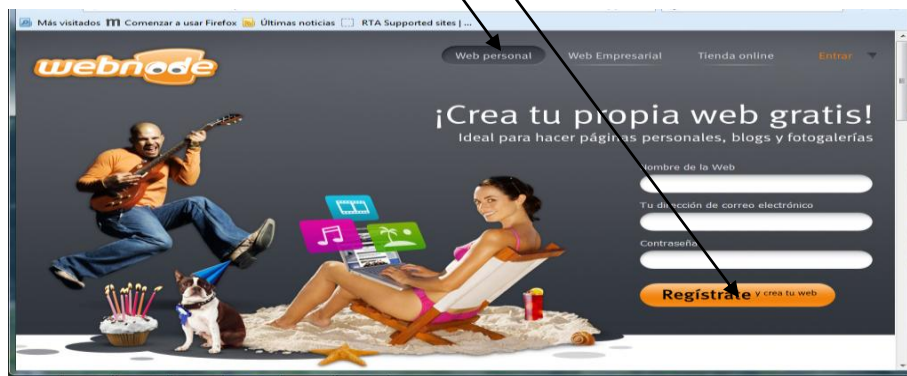 Más visitados Comenzar a usar Firefox Últimas noticias RTA Supported sites | ...
webnode
Web personal Web Empresarial Tienda online Entrar
¡Crea tu propia web gratis!
Ideal para hacer páginas personales, blogs y fotogalerías
Nombre de la Web
Tu dirección de correo electrónico
Contraseña
Regístrate y crea tu web